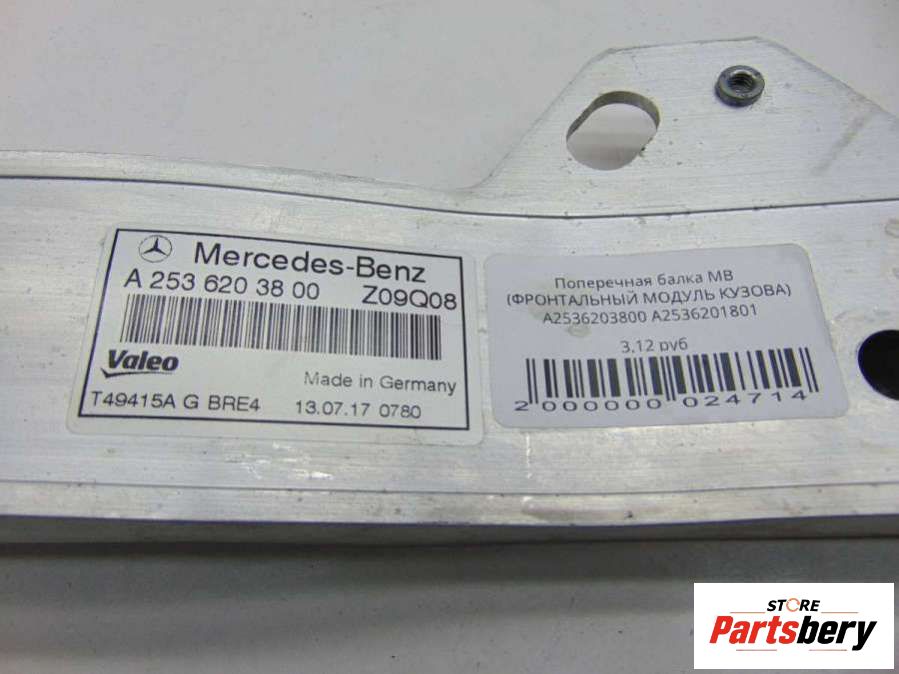 Mercedes-Benz
A 253 620 38 00 Z09Q08
Valeo
Made in Germany
T49415A G BRE4 13.07.17 0780
Поперечная балка МВ
(ФРОНТАЛЬНЫЙ МОДУЛЬ КУЗОВА)
A2536203800 A2536201801
3,12 руб
2 000000 024714
STORE
Partsbery